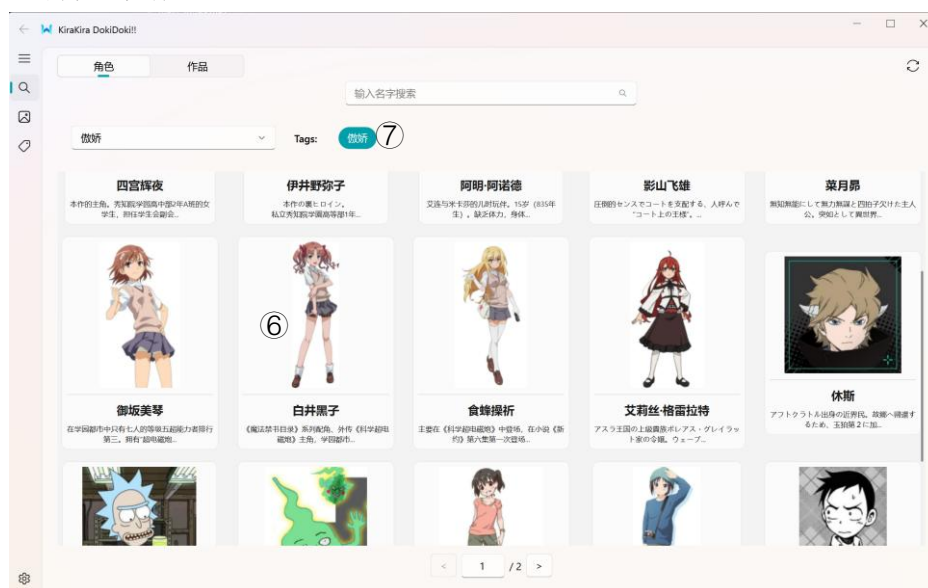 KiraKira DokiDoki!!
角色 作品
输入名字搜索
傲娇 Tags: 傲娇 ⑦
四宫辉夜 伊井野弥子 阿明·阿诺德 影山飞雄 菜月昴
本作的主角。秀知院学园高中部2年A班的女 本作の裏ヒロイン。 艾连与米卡莎的儿时玩伴。15岁（835年 圧倒的センスでコートを支配する、人呼んで 無知無能にして無力無謀と四拍子欠けた主人
学生，担任学生会副会... 私立秀知院学園高等部1年... 生）。缺乏体力，身体... “コート上の王様”。... 公。突如として異世界...
⑥
御坂美琴 白井黑子 食蜂操祈 艾莉丝·格雷拉特 休斯
在学园都市中只有七人的等级五超能力者排行 《魔法禁书目录》系列配角、外传《科学超电 主要在《科学超电磁炮》中登场，在小说《新 アスラ王国の上級貴族ボレアス・グレイラッ アフトクラトル出身の近界民。故郷へ帰還す
第三。拥有“超电磁炮... 磁炮》主角，学园都市... 约》第六集第一次登场... ト家の令嬢。ウェーブ... るため、玉狛第２に加...
< 1 /2 >